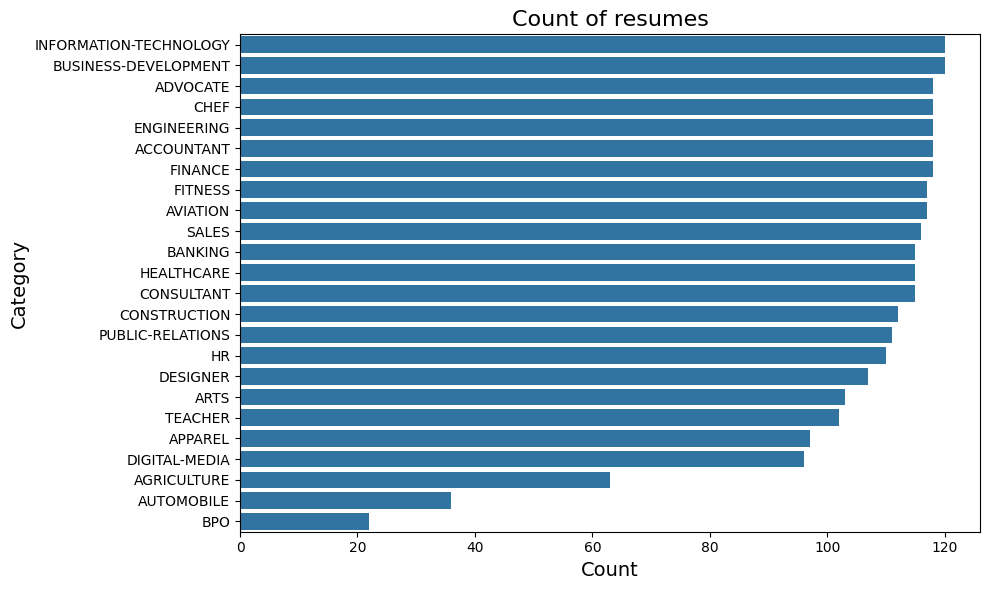 Count of resumes
Category
INFORMATION-TECHNOLOGY
BUSINESS-DEVELOPMENT
ADVOCATE
CHEF
ENGINEERING
ACCOUNTANT
FINANCE
FITNESS
AVIATION
SALES
BANKING
HEALTHCARE
CONSULTANT
CONSTRUCTION
PUBLIC-RELATIONS
HR
DESIGNER
ARTS
TEACHER
APPAREL
DIGITAL-MEDIA
AGRICULTURE
AUTOMOBILE
BPO
0 20 40 60 80 100 120
Count